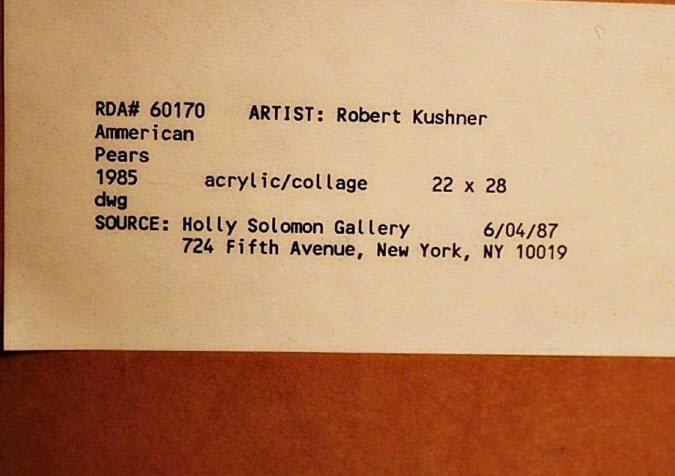 RDA# 60170 ARTIST: Robert Kushner
Ammerican
Pears
1985 acrylic/collage 22 x 28
dwg
SOURCE: Holly Solomon Gallery 6/04/87
724 Fifth Avenue, New York, NY 10019